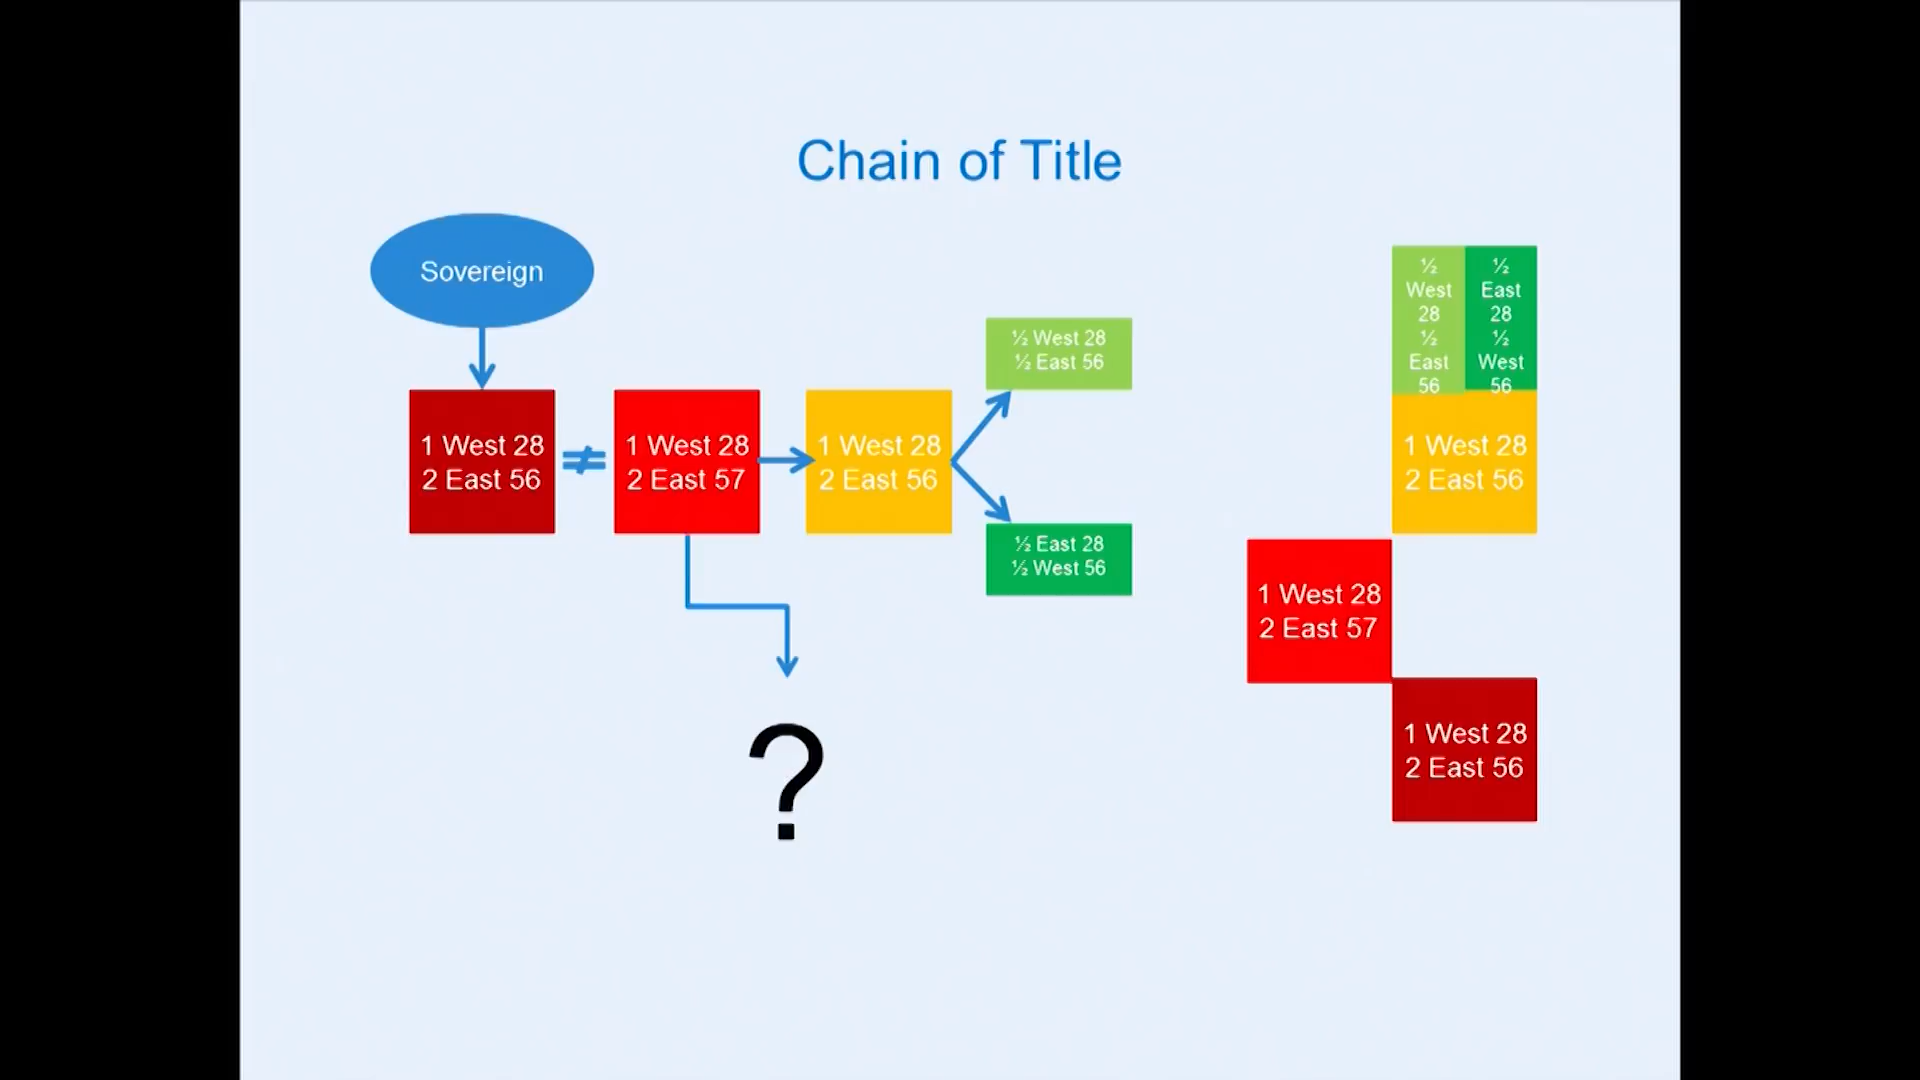 Chain of Title
Sovereign
1 West 28
2 East 56
≠
1 West 28
2 East 57
1 West 28
2 East 56
½ West 28
½ East 56
½ East 28
½ West 56
?
½
West
28
½
East
56
½
East
28
½
West
56
1 West 28
2 East 56
1 West 28
2 East 57
1 West 28
2 East 56